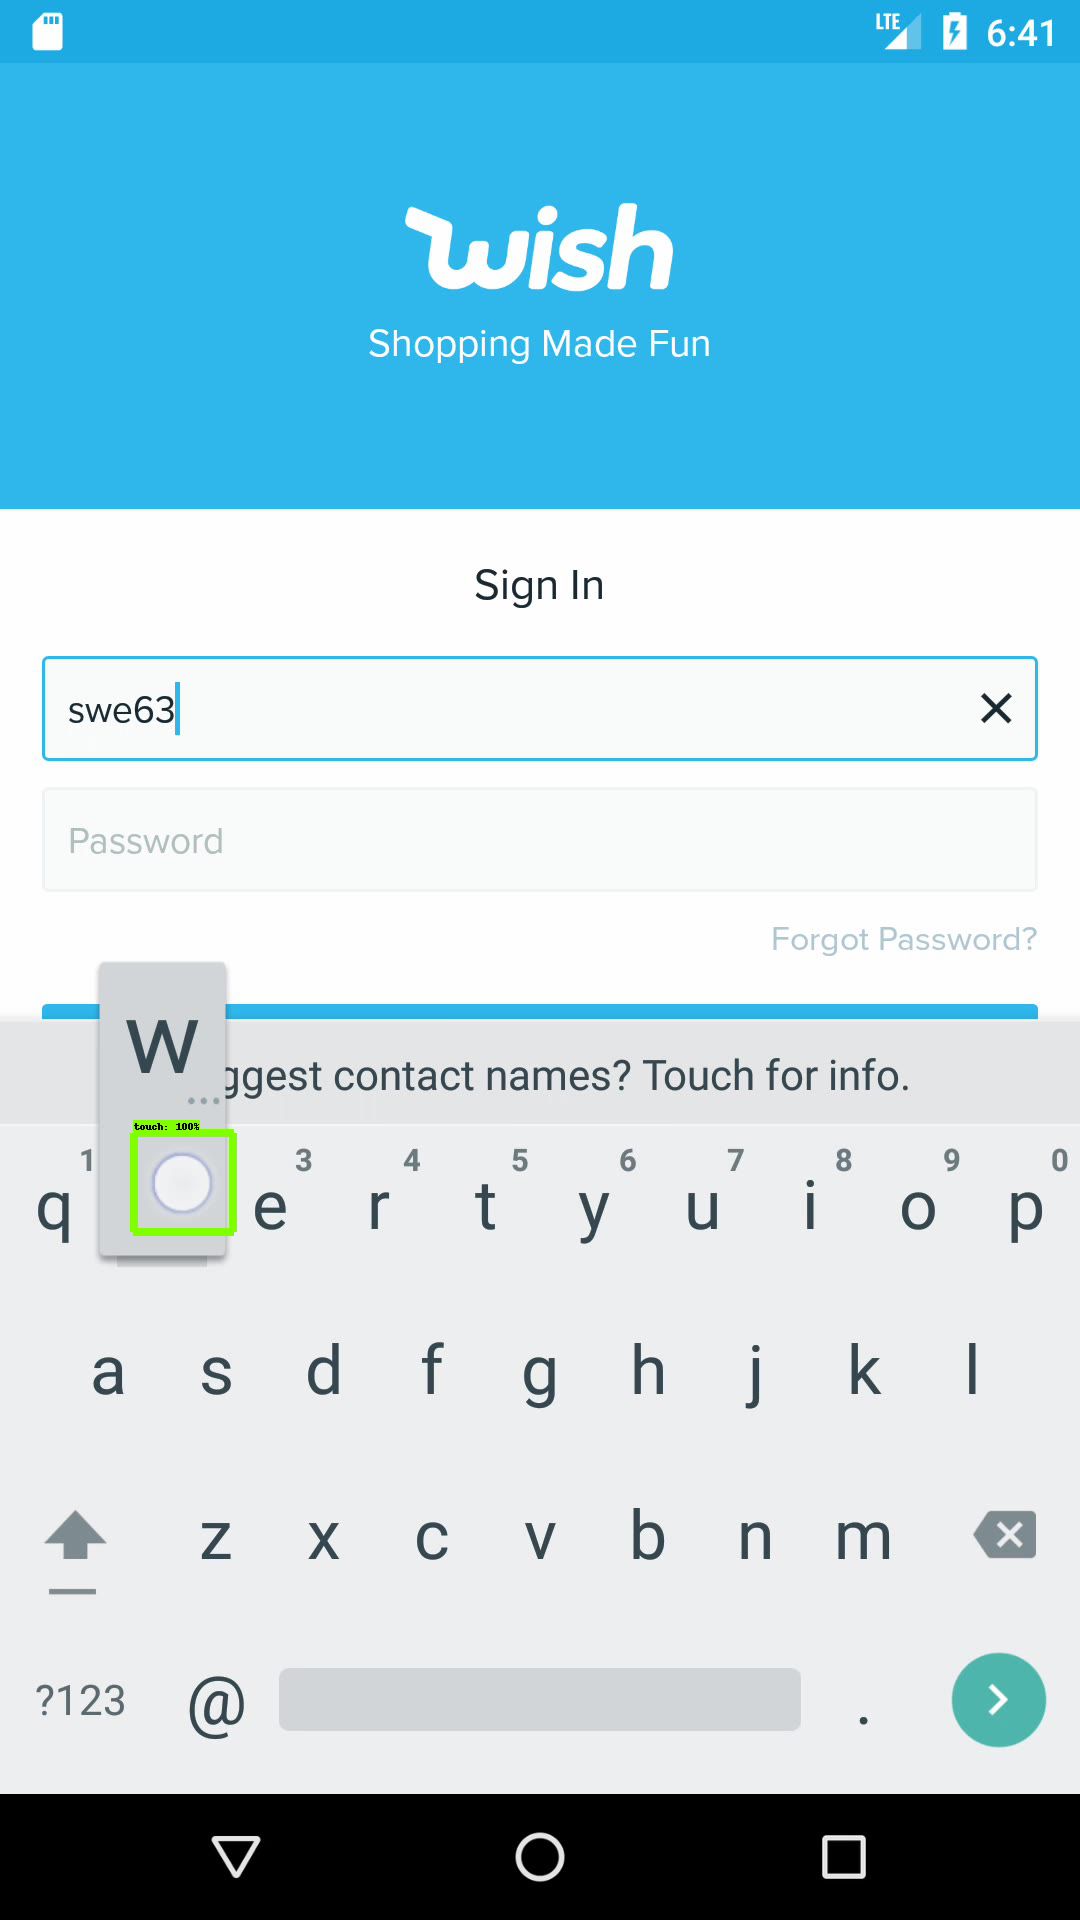 LTE 6:41
wish
Shopping Made Fun
Sign In
swe63
Password
Forgot Password?
w
ggest contact names? Touch for info.
touch: 100%
1 3 4 5 6 7 8 9 0
q e r t y u i o p
a s d f g h j k l
z x c v b n m
?123 @ .